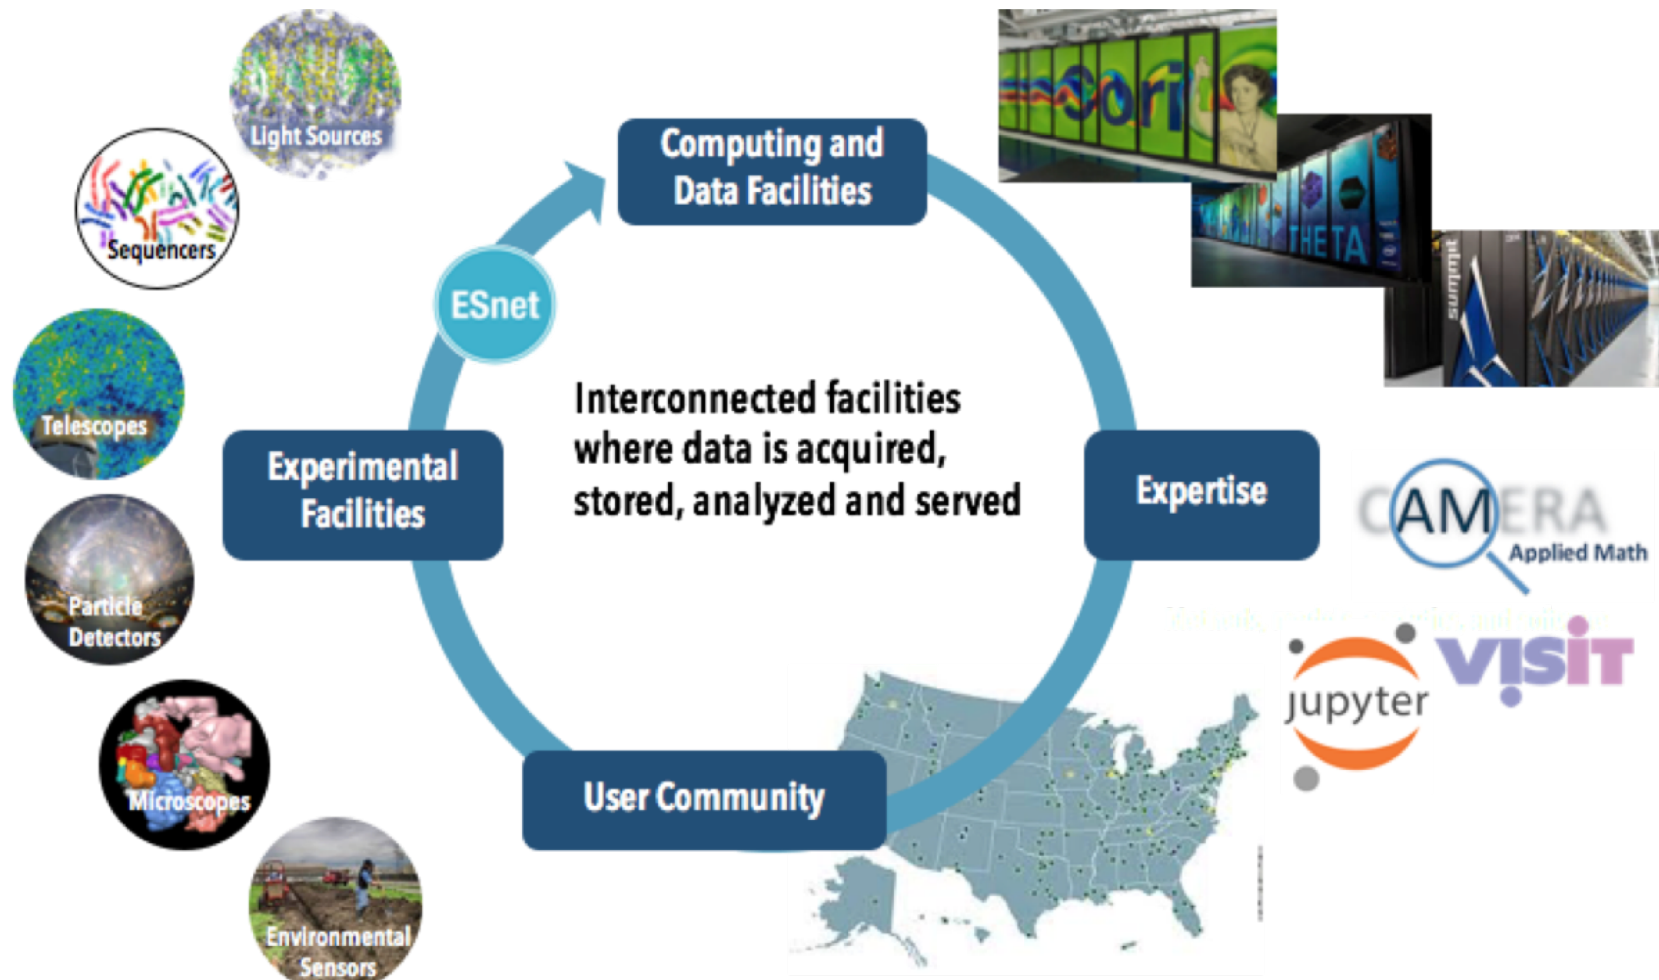 Light Sources
Sequencers
Telescopes
Particle
Detectors
Microscopes
Environmental
Sensors
Experimental
Facilities
ESnet
Computing and
Data Facilities
Interconnected facilities
where data is acquired,
stored, analyzed and served
User Community
Expertise
Cori
THETA
summit
CAMERA
Applied Math
jupyter
VISIT